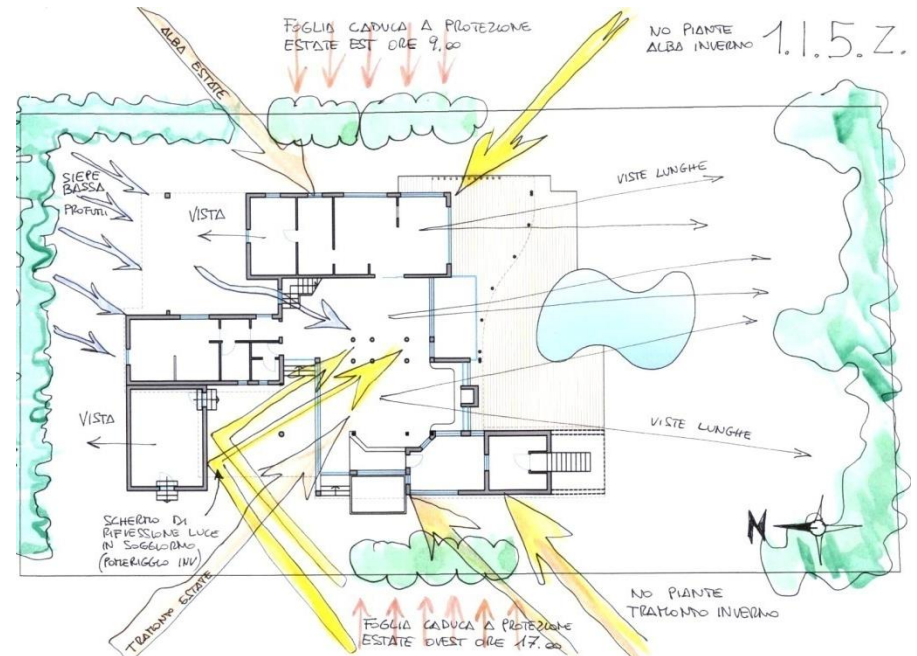 FOGLIA CADUCA A PROTEZIONE
ESTATE EST ORE 9.00
NO PIANTE
ALBA INVERNO
1.1.5.2.
ALBA ESTATE
SIEPE
BASSA
PROFUMI
VISTA
VISTE LUNGHE
VISTA
VISTE LUNGHE
SCHERMO DI
RIFLESSIONE LUCE
IN SOGGIORNO
(POMERIGGIO INV)
TRAMONTO ESTATE
N
NO PIANTE
TRAMONTO INVERNO
FOGLIA CADUCA A PROTEZIONE
ESTATE OVEST ORE 17.00